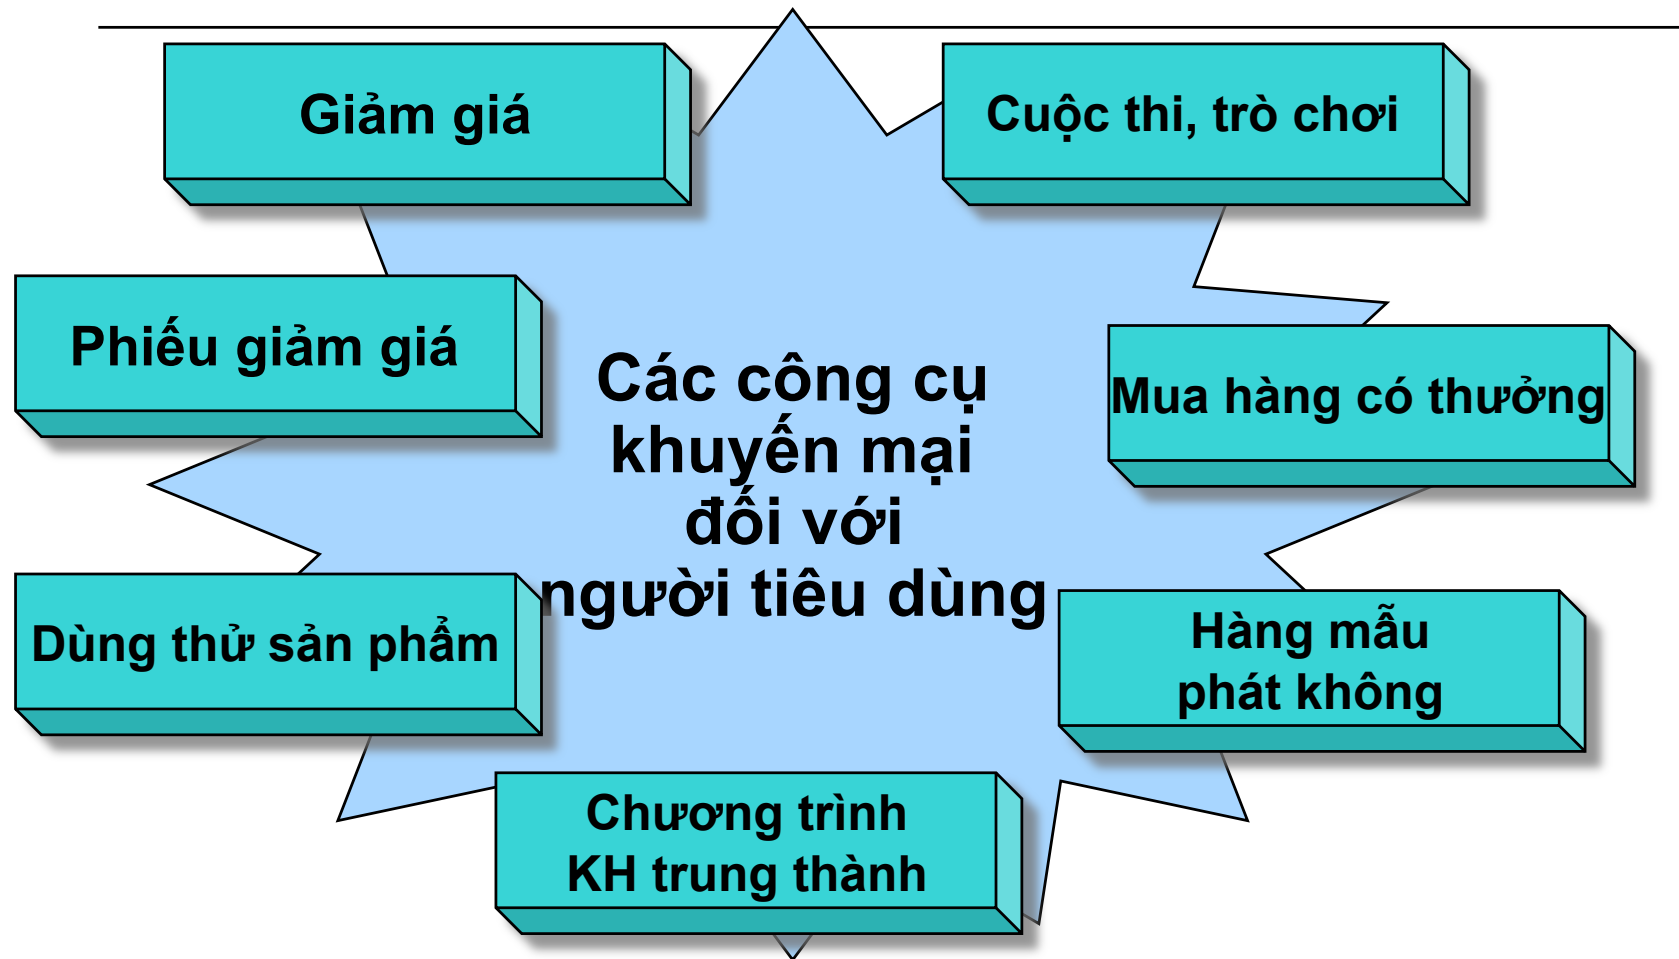 Giảm giá
Cuộc thi, trò chơi
Phiếu giảm giá
Các công cụ
khuyến mại
đối với
người tiêu dùng
Mua hàng có thưởng
Dùng thử sản phẩm
Hàng mẫu
phát không
Chương trình
KH trung thành